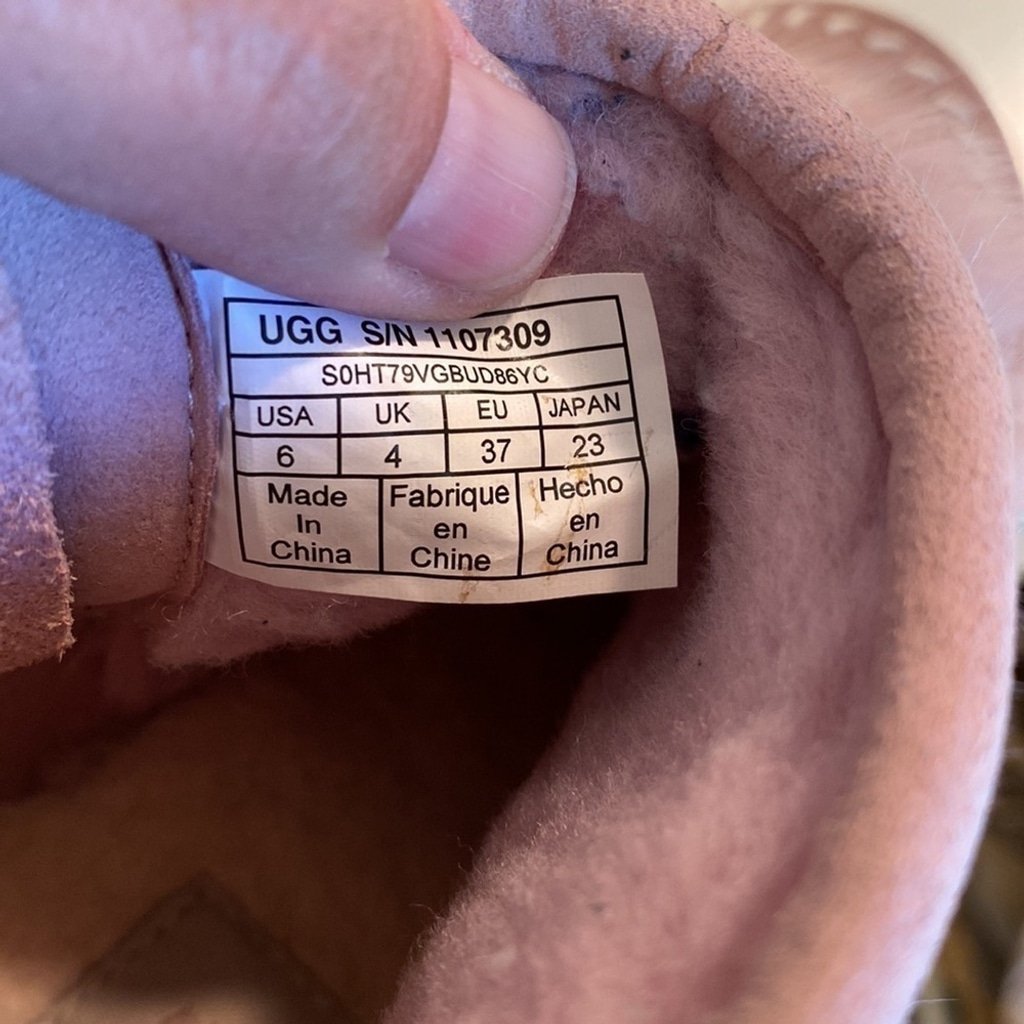 UGG S/N 1107309
S0HT79VGBUD86YC
USA UK EU JAPAN
6 4 37 23
Made Fabrique Hecho
In en en
China Chine China